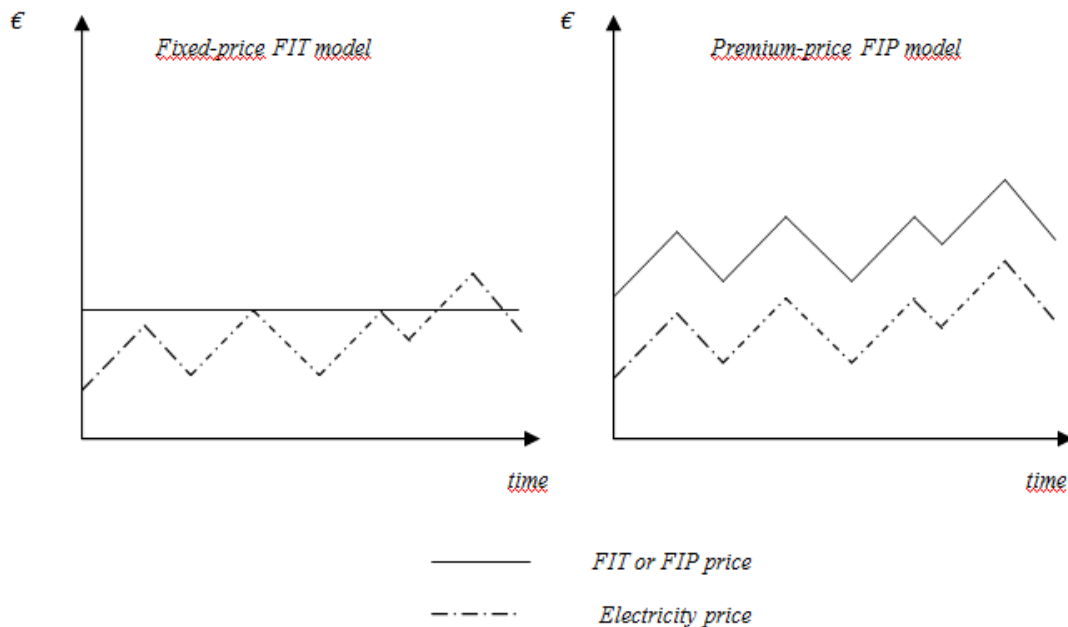 €
Fixed-price FIT model
time
€
Premium-price FIP model
time
FIT or FIP price
Electricity price